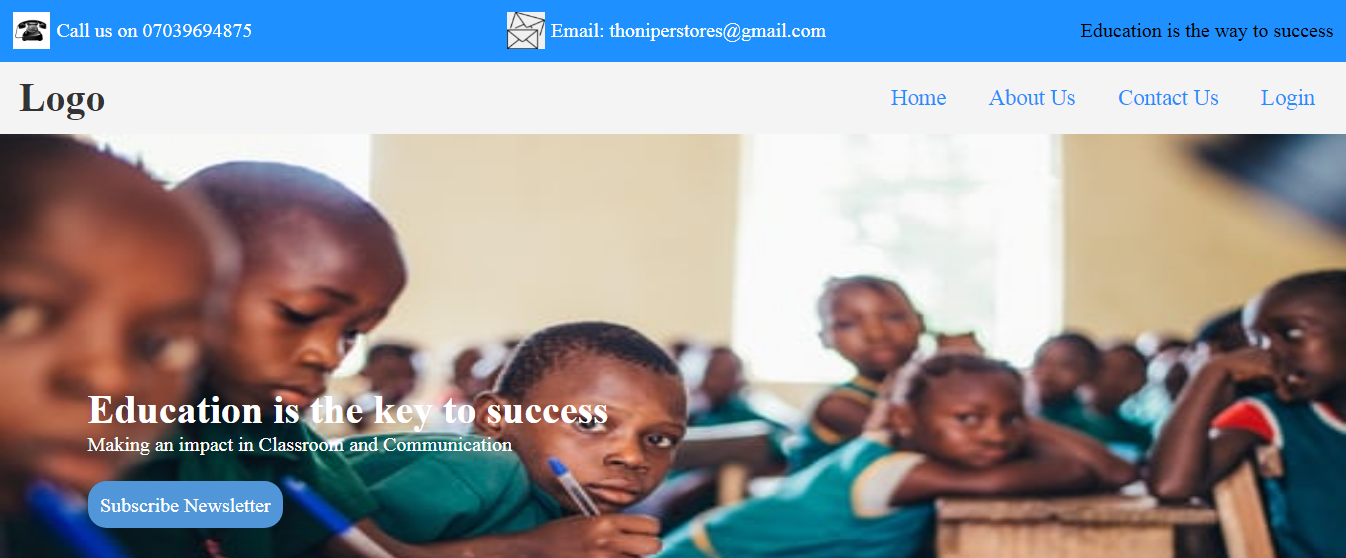 Call us on 07039694875
Email: thoniperstores@gmail.com
Education is the way to success
Logo
Home
About Us
Contact Us
Login
Education is the key to success
Making an impact in Classroom and Communication
Subscribe Newsletter